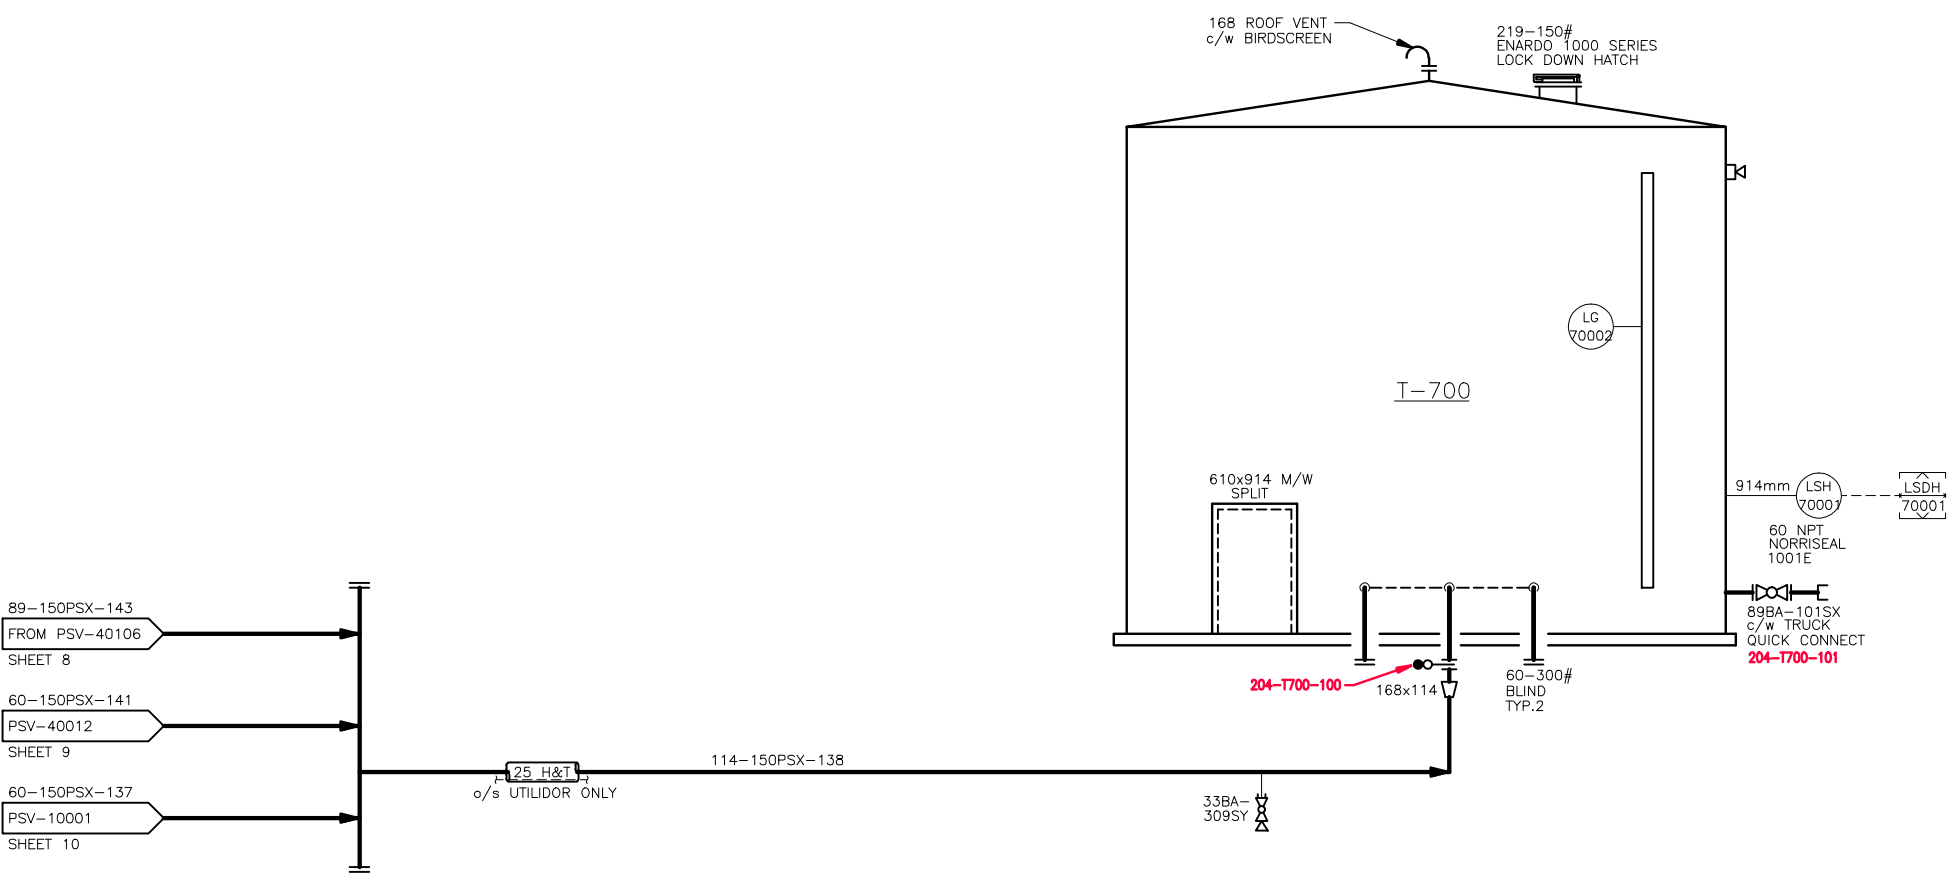 168 ROOF VENT
c/w BIRDSCREEN
219-150#
ENARDO 1000 SERIES
LOCK DOWN HATCH
LG
70002
T-700
610x914 M/W
SPLIT
914mm
LSH
70001
LSDH
70001
60 NPT
NORRISEAL
1001E
89BA-101SX
c/w TRUCK
QUICK CONNECT
204-T700-101
204-T700-100
168x114
60-300#
BLIND
TYP.2
89-150PSX-143
FROM PSV-40106
SHEET 8
60-150PSX-141
PSV-40012
SHEET 9
60-150PSX-137
PSV-10001
SHEET 10
25 H&T
o/s UTILIDOR ONLY
114-150PSX-138
33BA-
309SY